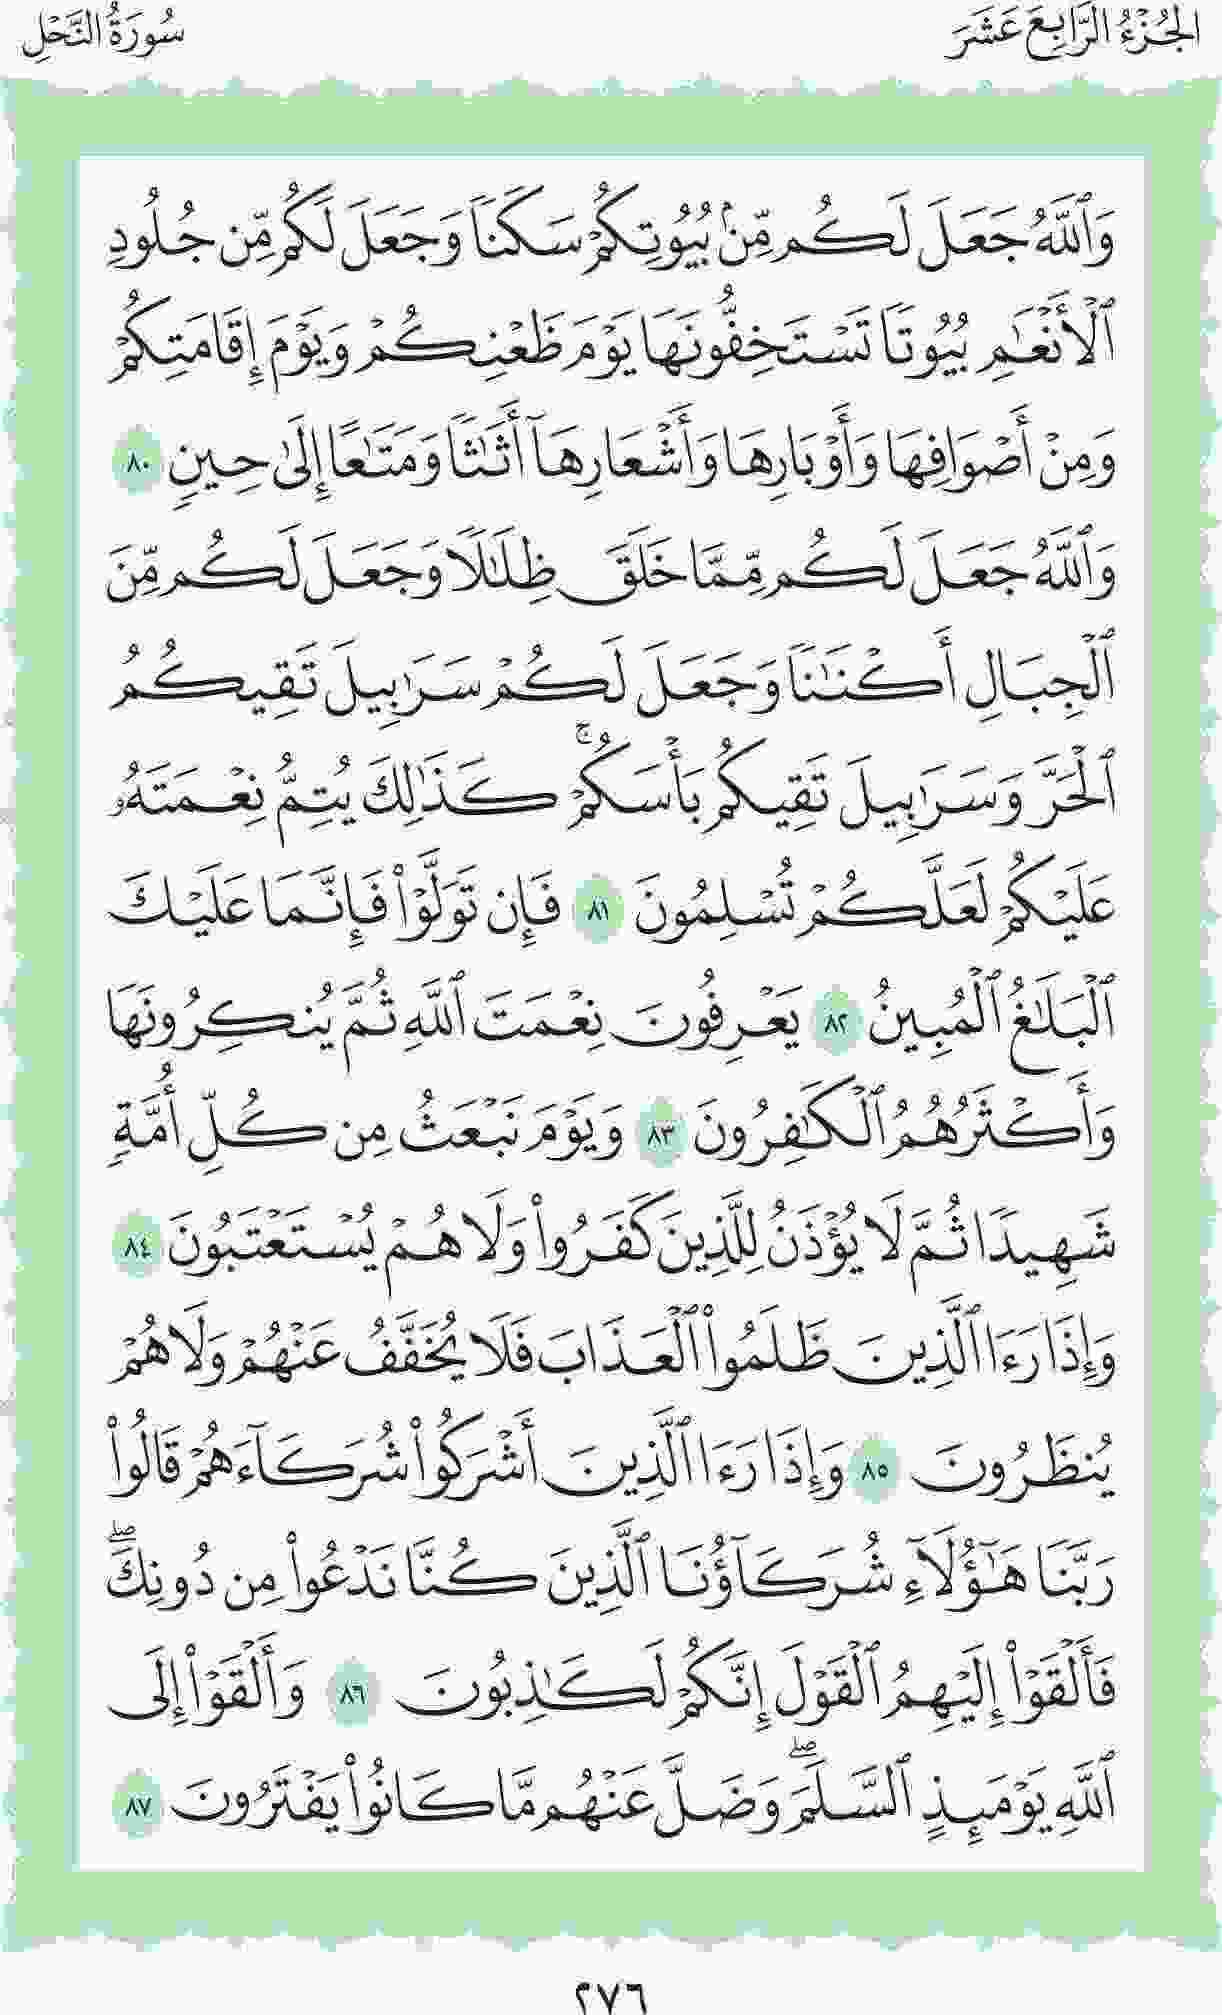 الجُزْءُ الرَّابِعَ عَشَرَ
سُورَةُ النَّحْلِ
وَٱللَّهُ جَعَلَ لَكُم مِّنۢ بُيُوتِكُمْ سَكَنًا وَجَعَلَ لَكُم مِّن جُلُودِ
ٱلْأَنْعَٰمِ بُيُوتًا تَسْتَخِفُّونَهَا يَوْمَ ظَعْنِكُمْ وَيَوْمَ إِقَامَتِكُمْ
وَمِنْ أَصْوَافِهَا وَأَوْبَارِهَا وَأَشْعَارِهَآ أَثَٰثًا وَمَتَٰعًا إِلَىٰ حِينٍ ٨٠
وَٱللَّهُ جَعَلَ لَكُم مِّمَّا خَلَقَ ظِلَٰلًا وَجَعَلَ لَكُم مِّنَ
ٱلْجِبَالِ أَكْنَٰنًا وَجَعَلَ لَكُمْ سَرَٰبِيلَ تَقِيكُمُ
ٱلْحَرَّ وَسَرَٰبِيلَ تَقِيكُم بَأْسَكُمْۚ كَذَٰلِكَ يُتِمُّ نِعْمَتَهُۥ
عَلَيْكُمْ لَعَلَّكُمْ تُسْلِمُونَ ٨١ فَإِن تَوَلَّوْا۟ فَإِنَّمَا عَلَيْكَ
ٱلْبَلَٰغُ ٱلْمُبِينُ ٨٢ يَعْرِفُونَ نِعْمَتَ ٱللَّهِ ثُمَّ يُنكِرُونَهَا
وَأَكْثَرُهُمُ ٱلْكَٰفِرُونَ ٨٣ وَيَوْمَ نَبْعَثُ مِن كُلِّ أُمَّةٍ
شَهِيدًا ثُمَّ لَا يُؤْذَنُ لِلَّذِينَ كَفَرُوا۟ وَلَا هُمْ يُسْتَعْتَبُونَ ٨٤
وَإِذَا رَءَا ٱلَّذِينَ ظَلَمُوا۟ ٱلْعَذَابَ فَلَا يُخَفَّفُ عَنْهُمْ وَلَا هُمْ
يُنظَرُونَ ٨٥ وَإِذَا رَءَا ٱلَّذِينَ أَشْرَكُوا۟ شُرَكَآءَهُمْ قَالُوا۟
رَبَّنَا هَٰٓؤُلَآءِ شُرَكَآؤُنَا ٱلَّذِينَ كُنَّا نَدْعُوا۟ مِن دُونِكَۖ
فَأَلْقَوْا۟ إِلَيْهِمُ ٱلْقَوْلَ إِنَّكُمْ لَكَٰذِبُونَ ٨٦ وَأَلْقَوْا۟ إِلَى
ٱللَّهِ يَوْمَئِذٍ ٱلسَّلَمَۖ وَضَلَّ عَنْهُم مَّا كَانُوا۟ يَفْتَرُونَ ٨٧
٢٧٦